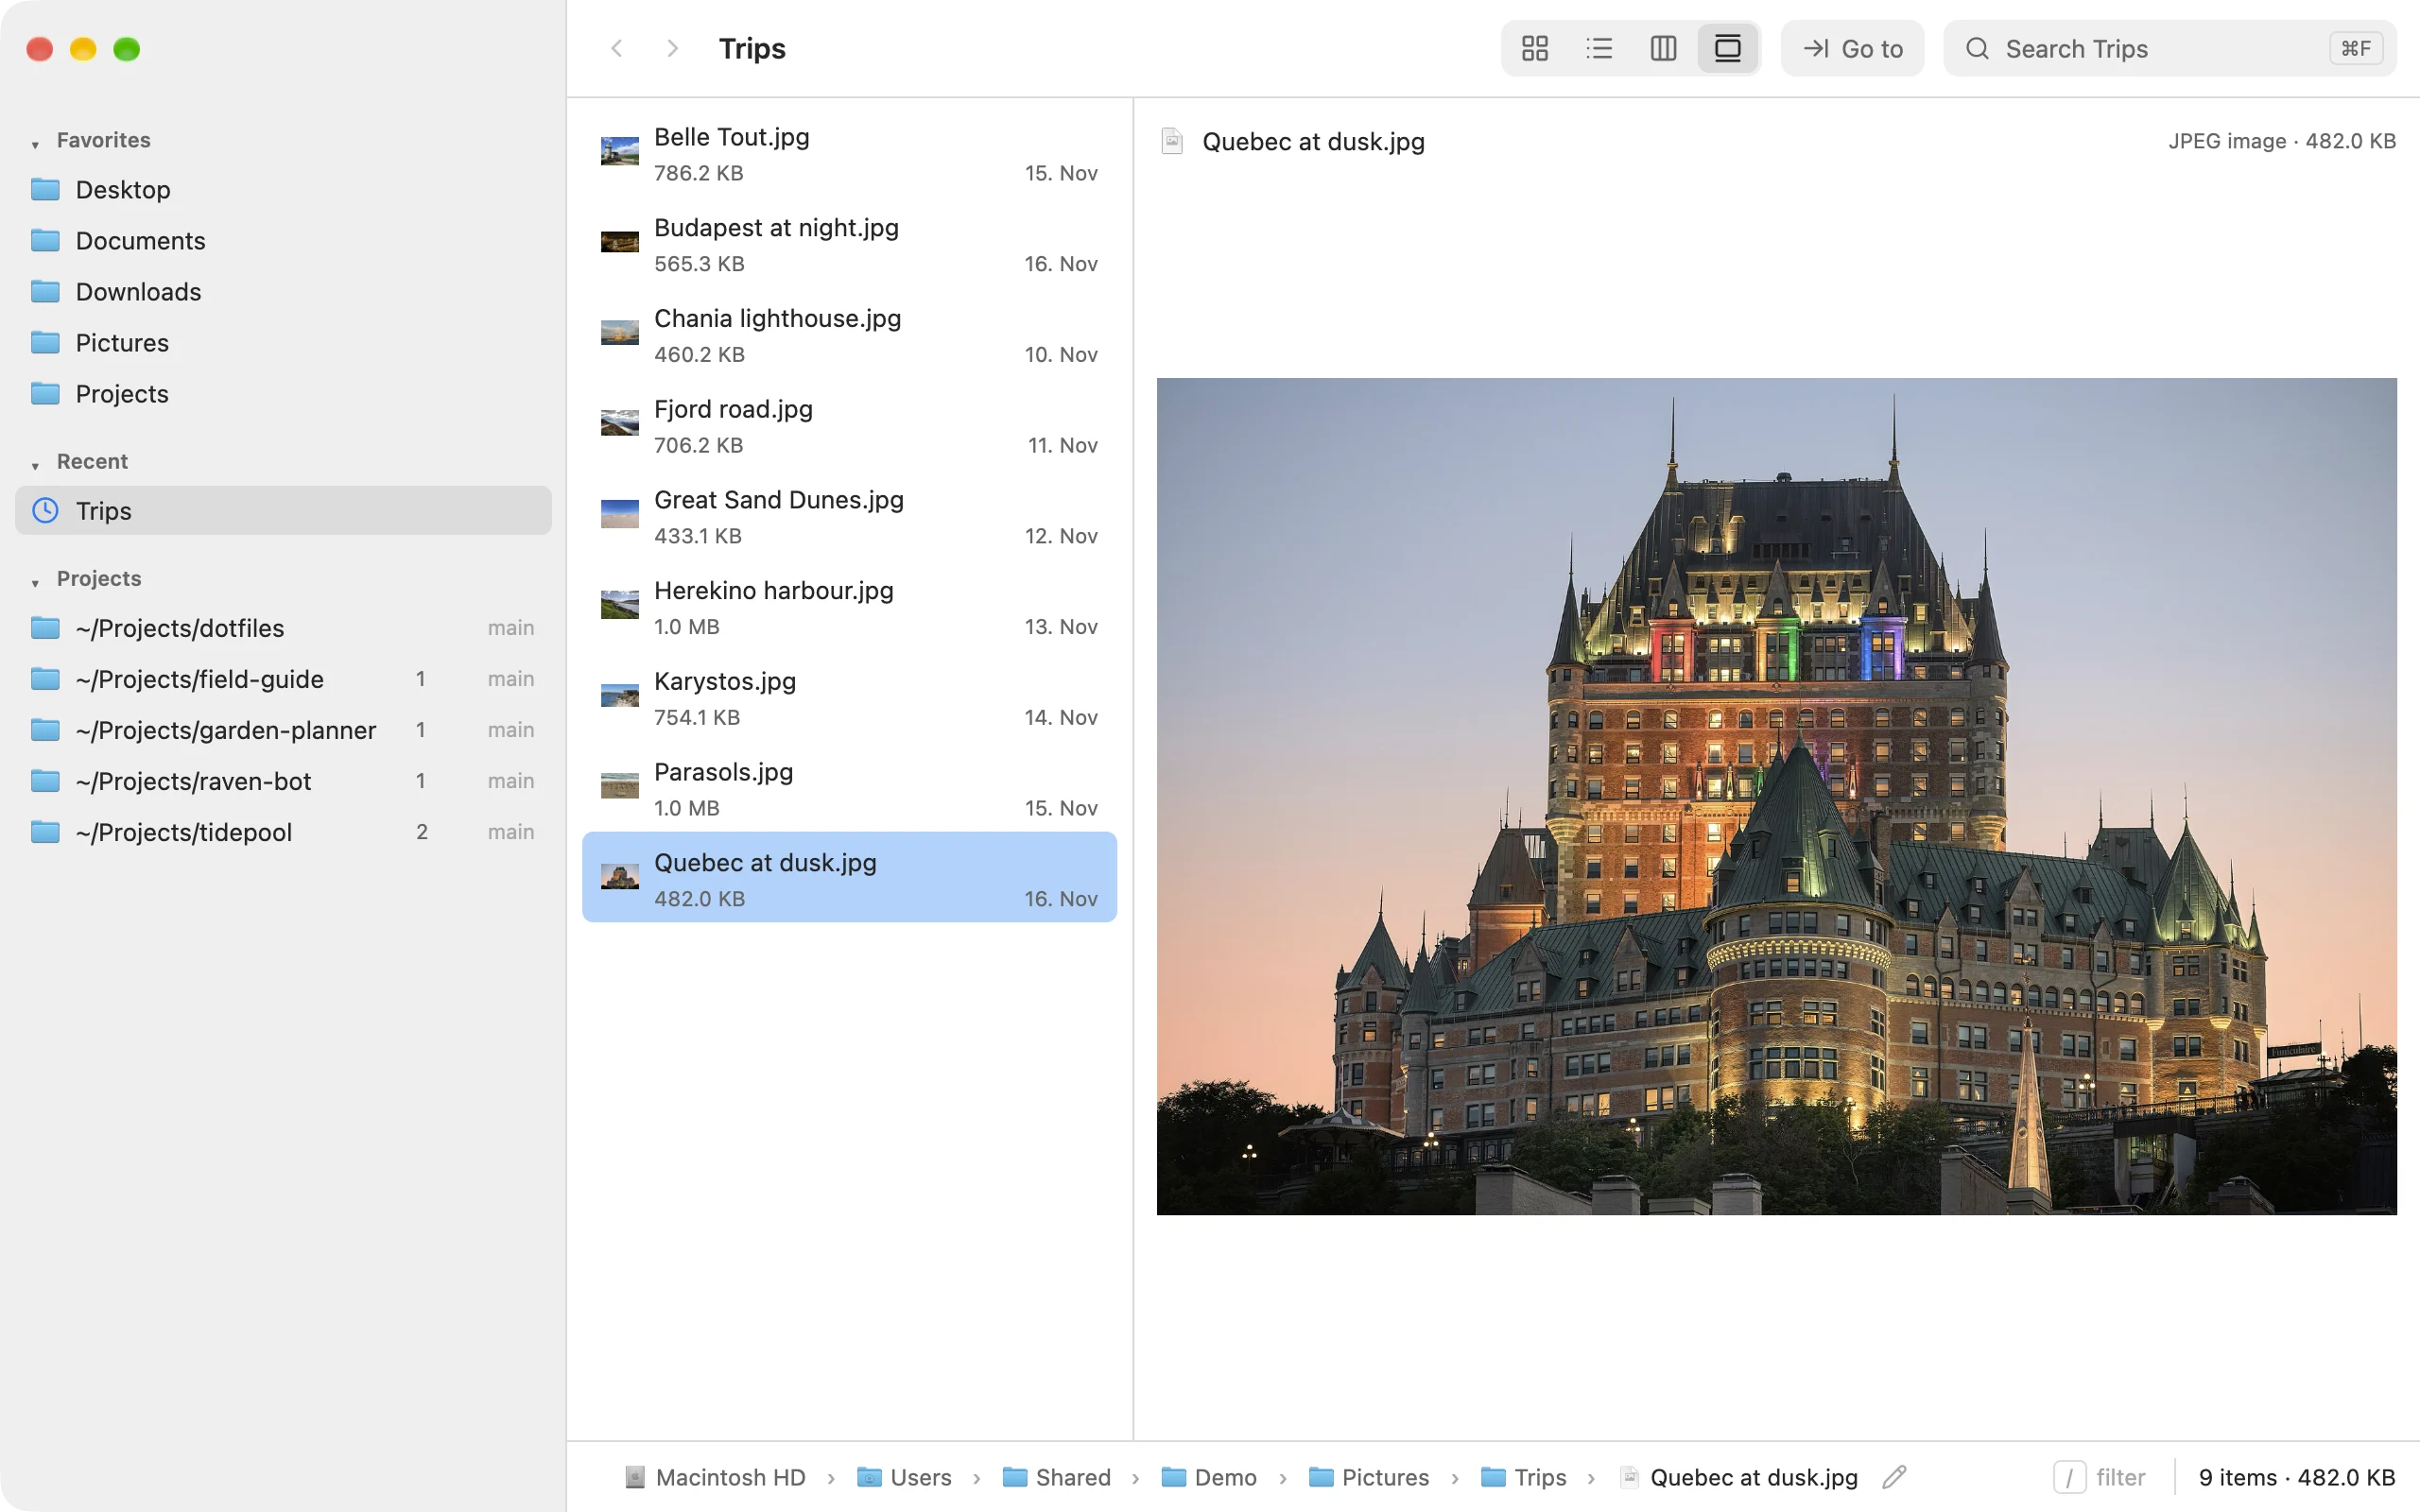 Trips
Go to
Search Trips
⌘F
Favorites
Desktop
Documents
Downloads
Pictures
Projects
Recent
Trips
Projects
~/Projects/dotfiles main
~/Projects/field-guide 1 main
~/Projects/garden-planner 1 main
~/Projects/raven-bot 1 main
~/Projects/tidepool 2 main
Belle Tout.jpg
786.2 KB 15. Nov
Budapest at night.jpg
565.3 KB 16. Nov
Chania lighthouse.jpg
460.2 KB 10. Nov
Fjord road.jpg
706.2 KB 11. Nov
Great Sand Dunes.jpg
433.1 KB 12. Nov
Herekino harbour.jpg
1.0 MB 13. Nov
Karystos.jpg
754.1 KB 14. Nov
Parasols.jpg
1.0 MB 15. Nov
Quebec at dusk.jpg
482.0 KB 16. Nov
Quebec at dusk.jpg
JPEG image · 482.0 KB
Funiculaire
Macintosh HD › Users › Shared › Demo › Pictures › Trips › Quebec at dusk.jpg
/ filter
9 items · 482.0 KB